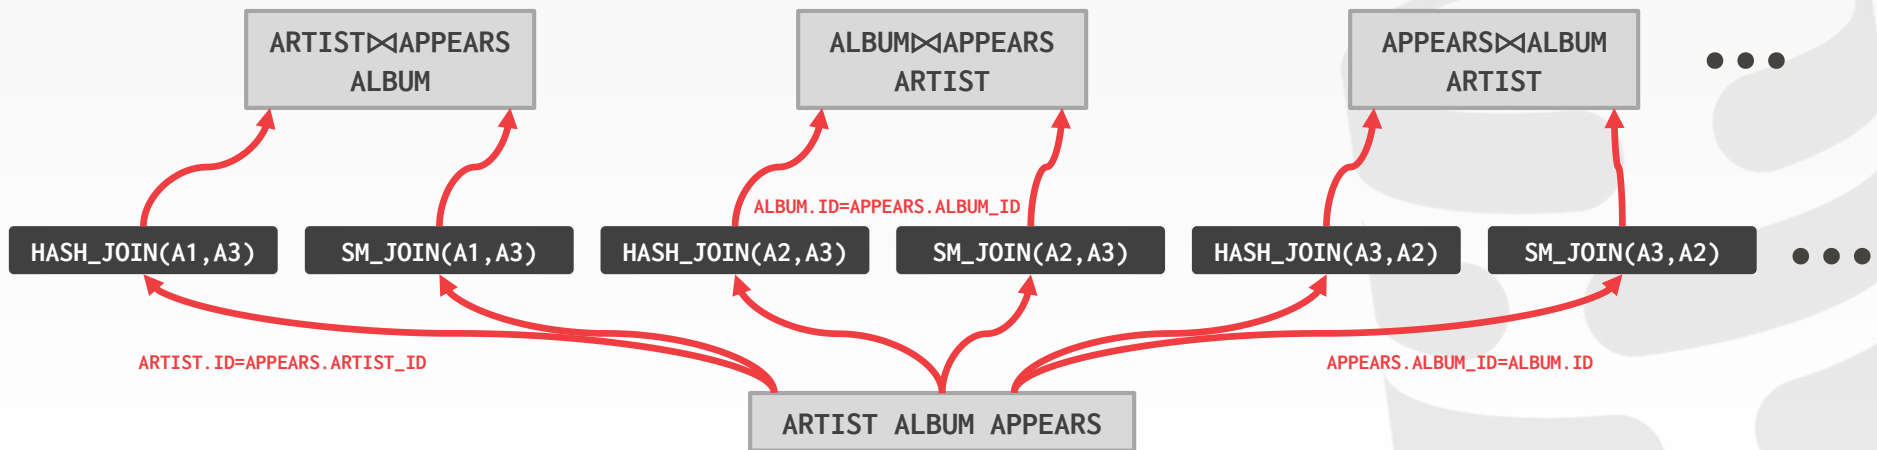 ARTIST⋈APPEARS
ALBUM
ALBUM⋈APPEARS
ARTIST
APPEARS⋈ALBUM
ARTIST
•••
ALBUM.ID=APPEARS.ALBUM_ID
HASH_JOIN(A1,A3)
SM_JOIN(A1,A3)
HASH_JOIN(A2,A3)
SM_JOIN(A2,A3)
HASH_JOIN(A3,A2)
SM_JOIN(A3,A2)
•••
ARTIST.ID=APPEARS.ARTIST_ID
APPEARS.ALBUM_ID=ALBUM.ID
ARTIST ALBUM APPEARS